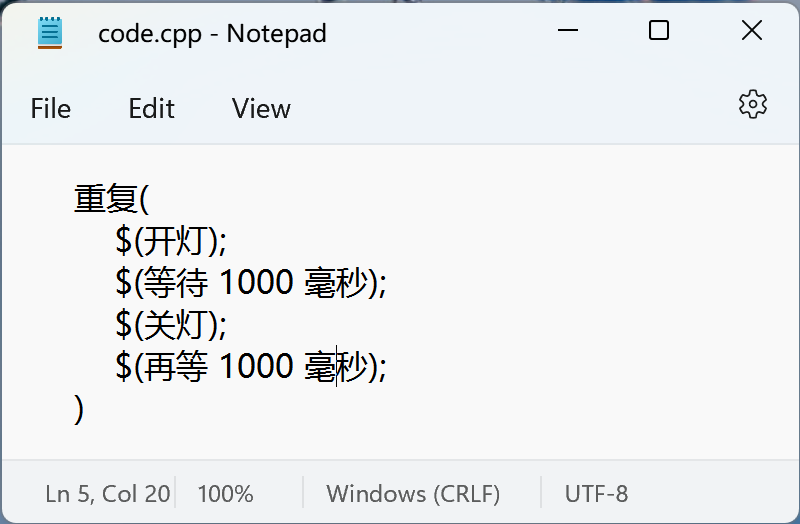 code.cpp - Notepad
File Edit View
重复(
$(开灯);
$(等待 1000 毫秒);
$(关灯);
$(再等 1000 毫秒);
)
Ln 5, Col 20 100% Windows (CRLF) UTF-8